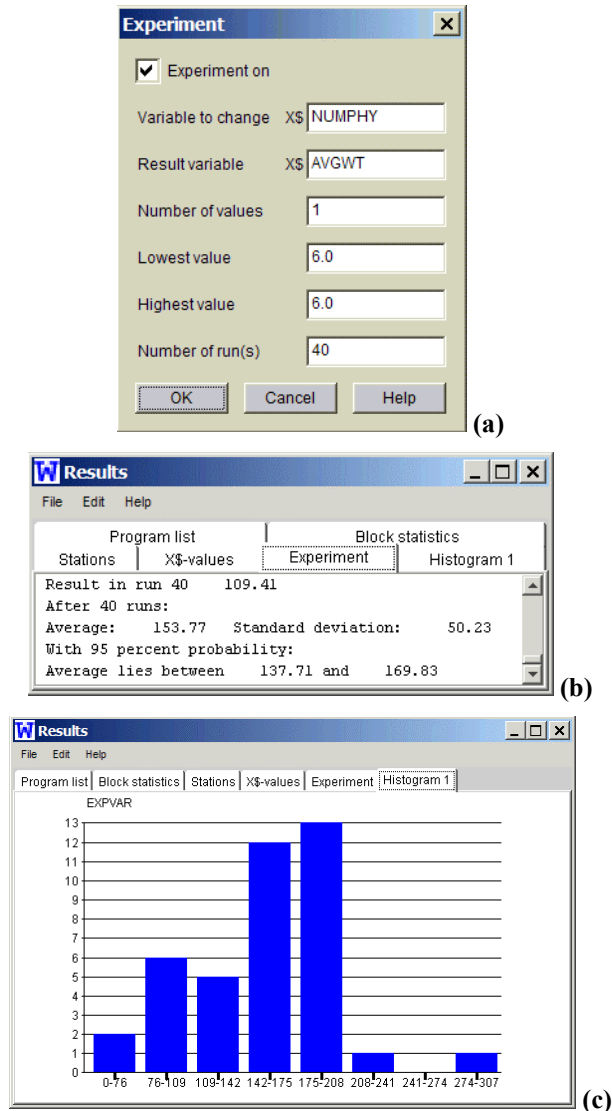 Experiment
Experiment on
Variable to change X$ NUMPHY
Result variable X$ AVGWT
Number of values 1
Lowest value 6.0
Highest value 6.0
Number of run(s) 40
OK Cancel Help
(a)
W Results
File Edit Help
Program list Block statistics
Stations X$-values Experiment Histogram 1
Result in run 40 109.41
After 40 runs:
Average: 153.77 Standard deviation: 50.23
With 95 percent probability:
Average lies between 137.71 and 169.83
(b)
W Results
File Edit Help
Program list Block statistics Stations X$-values Experiment Histogram 1
EXPVAR
13
12
11
10
9
8
7
6
5
4
3
2
1
0
0-76 76-109 109-142 142-175 175-208 208-241 241-274 274-307
(c)